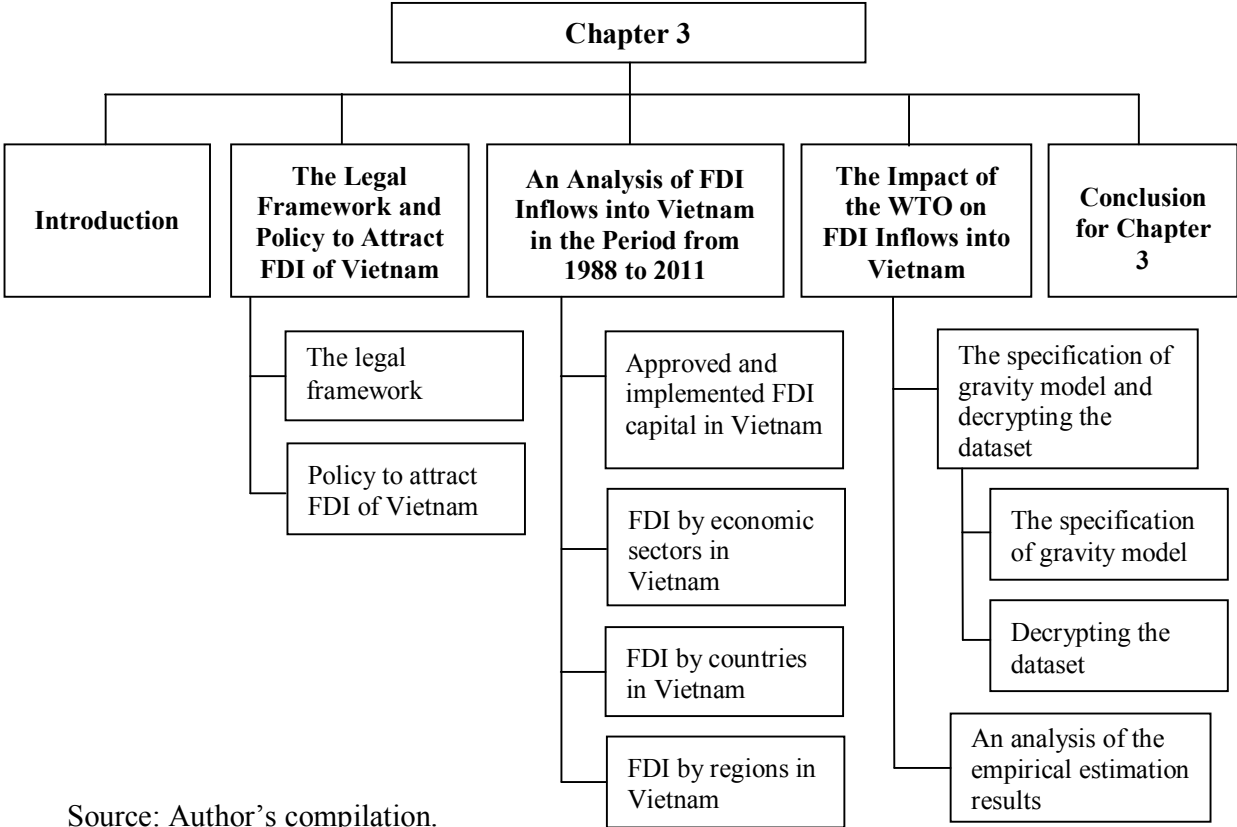 Chapter 3
Introduction
The Legal
Framework and
Policy to Attract
FDI of Vietnam
An Analysis of FDI
Inflows into Vietnam
in the Period from
1988 to 2011
The Impact of
the WTO on
FDI Inflows into
Vietnam
Conclusion
for Chapter
3
The legal
framework
Policy to attract
FDI of Vietnam
Approved and
implemented FDI
capital in Vietnam
FDI by economic
sectors in
Vietnam
FDI by countries
in Vietnam
FDI by regions in
Vietnam
The specification of
gravity model and
decrypting the
dataset
The specification
of gravity model
Decrypting the
dataset
An analysis of the
empirical estimation
results
Source: Author’s compilation.